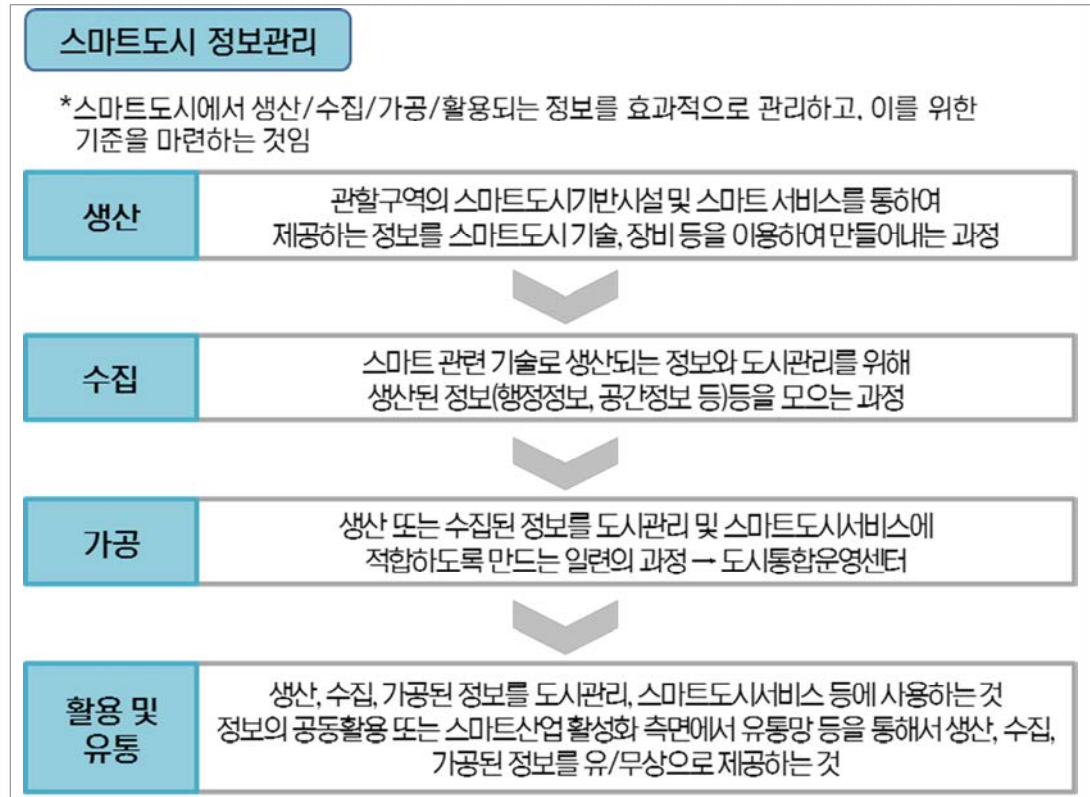 스마트도시 정보관리
*스마트도시에서 생산/수집/가공/활용되는 정보를 효과적으로 관리하고, 이를 위한
기준을 마련하는 것임
생산
관할구역의 스마트도시기반시설 및 스마트 서비스를 통하여
제공하는 정보를 스마트도시 기술, 장비 등을 이용하여 만들어내는 과정
수집
스마트 관련 기술로 생산되는 정보와 도시관리를 위해
생산된 정보(행정정보, 공간정보 등)등을 모으는 과정
가공
생산 또는 수집된 정보를 도시관리 및 스마트도시서비스에
적합하도록 만드는 일련의 과정 → 도시통합운영센터
활용 및
유통
생산, 수집, 가공된 정보를 도시관리, 스마트도시서비스 등에 사용하는 것
정보의 공동활용 또는 스마트산업 활성화 측면에서 유통망 등을 통해서 생산, 수집,
가공된 정보를 유/무상으로 제공하는 것